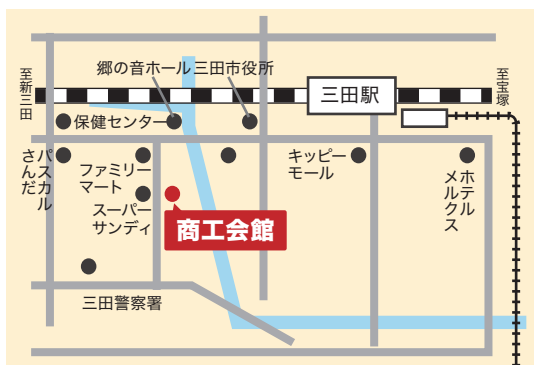 郷の音ホール
三田市役所
至新三田
三田駅
至宝塚
保健センター
パスカル
さんだ
ファミリー
マート
キッピー
モール
ホテル
メルクス
スーパー
サンディ
商工会館
三田警察署